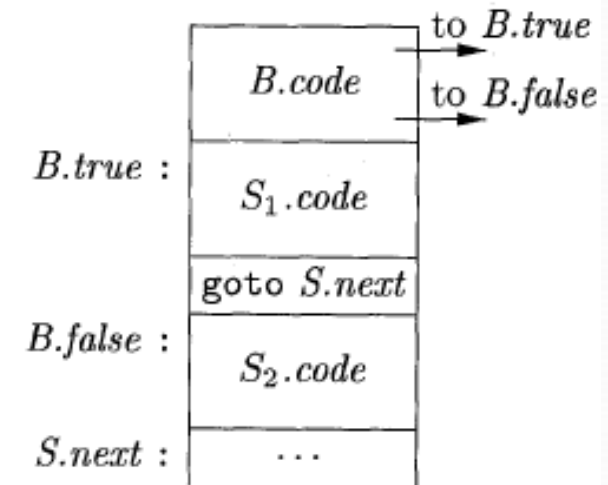 to B.true
B.code
to B.false
B.true :
S₁.code
goto S.next
B.false :
S₂.code
S.next :
...